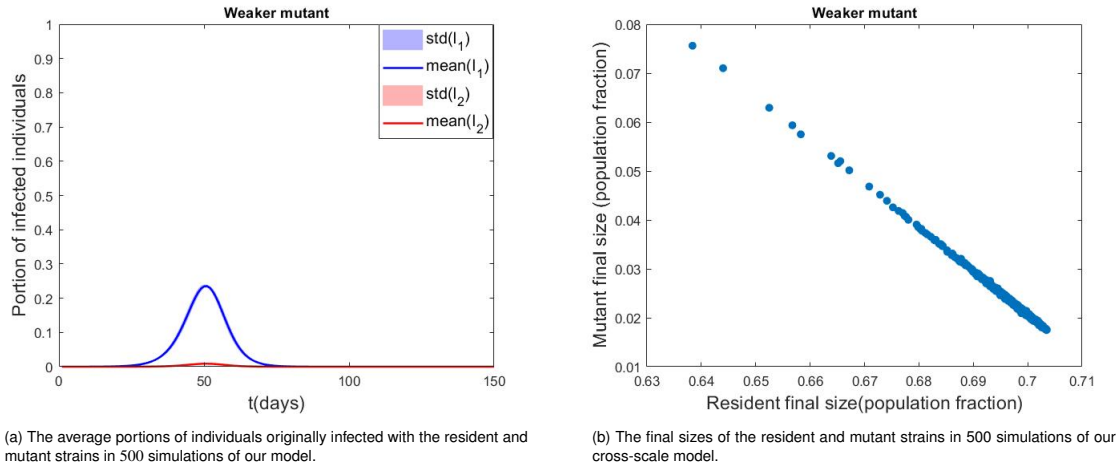 Weaker mutant
1
0.9
0.8
0.7
0.6
0.5
0.4
0.3
0.2
0.1
0
Portion of infected individuals
0 50 100 150
t(days)
std(I_1)
mean(I_1)
std(I_2)
mean(I_2)
(a) The average portions of individuals originally infected with the resident and
mutant strains in 500 simulations of our model.
Weaker mutant
0.08
0.07
0.06
0.05
0.04
0.03
0.02
0.01
Mutant final size (population fraction)
0.63 0.64 0.65 0.66 0.67 0.68 0.69 0.7 0.71
Resident final size(population fraction)
(b) The final sizes of the resident and mutant strains in 500 simulations of our
cross-scale model.